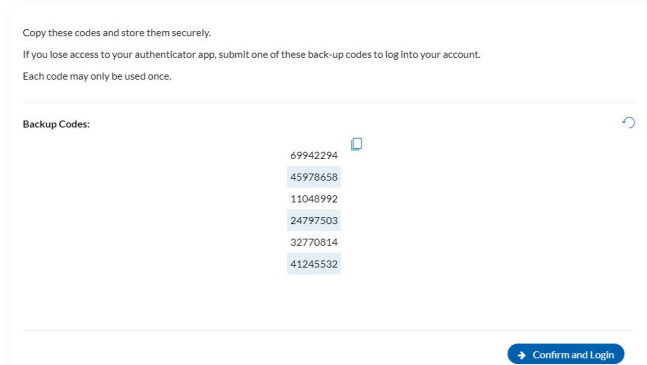 Copy these codes and store them securely.
If you lose access to your authenticator app, submit one of these back-up codes to log into your account.
Each code may only be used once.
Backup Codes:
69942294
45978658
11048992
24797503
32770814
41245532
Confirm and Login